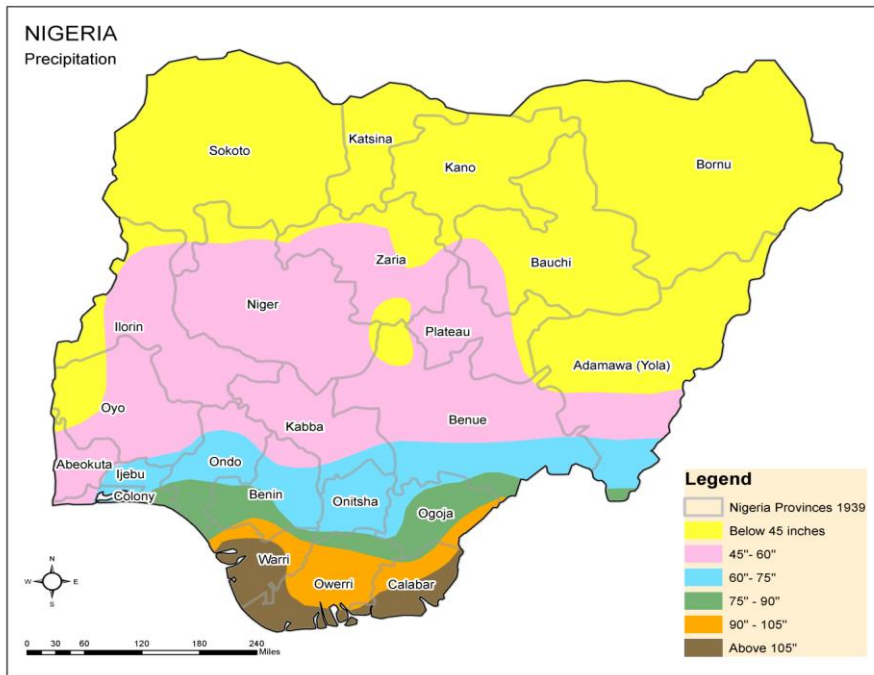 NIGERIA
Precipitation
Katsina
Sokoto
Kano
Bornu
Zaria
Bauchi
Niger
Ilorin
Plateau
Adamawa (Yola)
Oyo
Kabba
Benue
Abeokuta
Ijebu
Ondo
Colony
Benin
Onitsha
Ogoja
Warri
Owerri
Calabar
N
W
E
S
0 30 60 120 180 240
Miles
Legend
Nigeria Provinces 1939
Below 45 inches
45"- 60"
60"- 75"
75" - 90"
90" - 105"
Above 105"